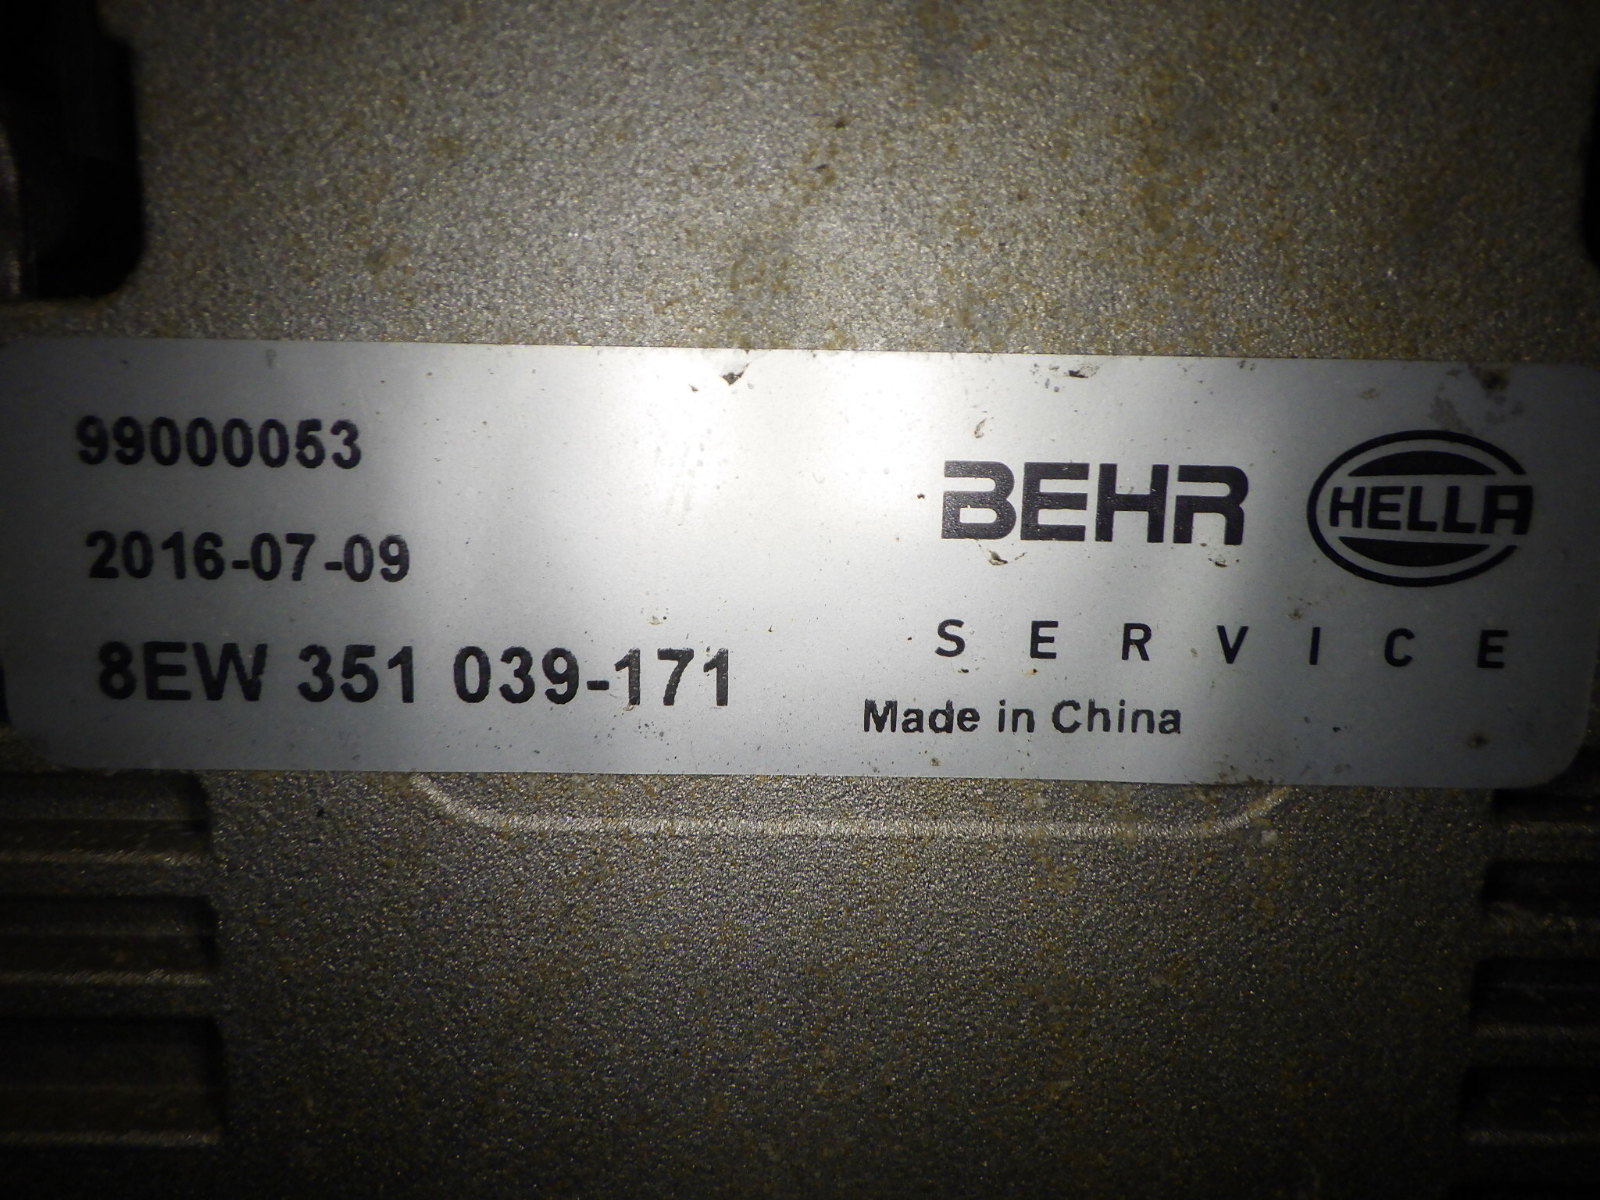 99000053
2016-07-09
8EW 351 039-171
BEHR HELLA
SERVICE
Made in China